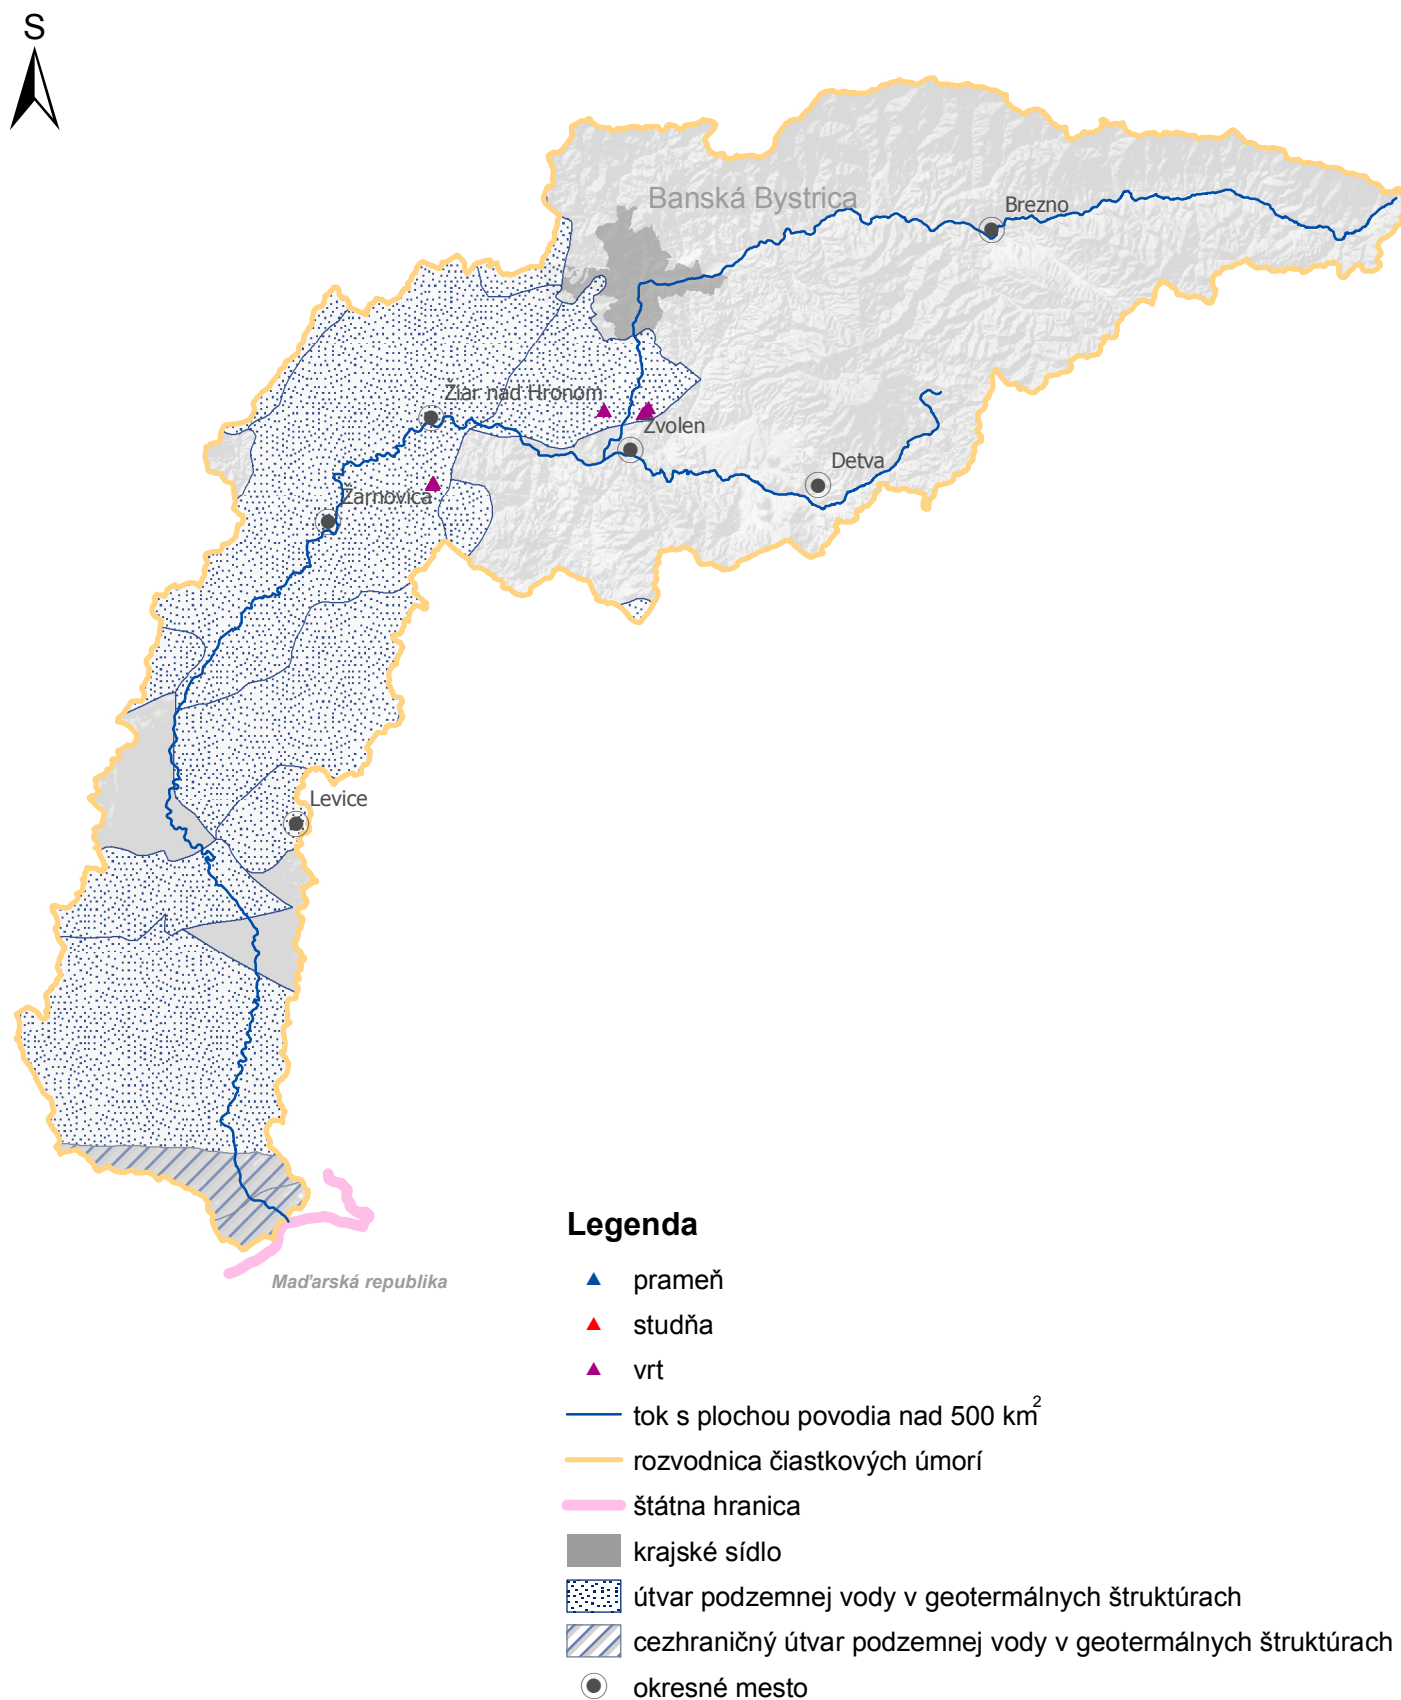 S
Banská Bystrica
Brezno
Žiar nad Hronom
Zvolen
Detva
Žarnovica
Levice
Maďarská republika
Legenda
prameň
studňa
vrt
tok s plochou povodia nad 500 km²
rozvodnica čiastkových úmorí
štátna hranica
krajské sídlo
útvar podzemnej vody v geotermálnych štruktúrach
cezhraničný útvar podzemnej vody v geotermálnych štruktúrach
okresné mesto